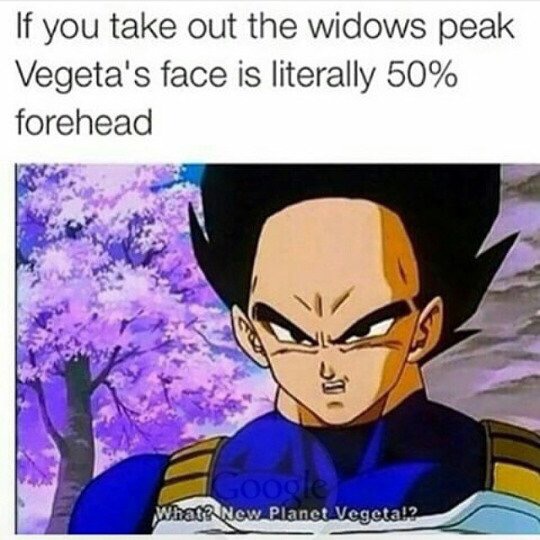 If you take out the widows peak
Vegeta's face is literally 50%
forehead
Google
What? New Planet Vegeta!?